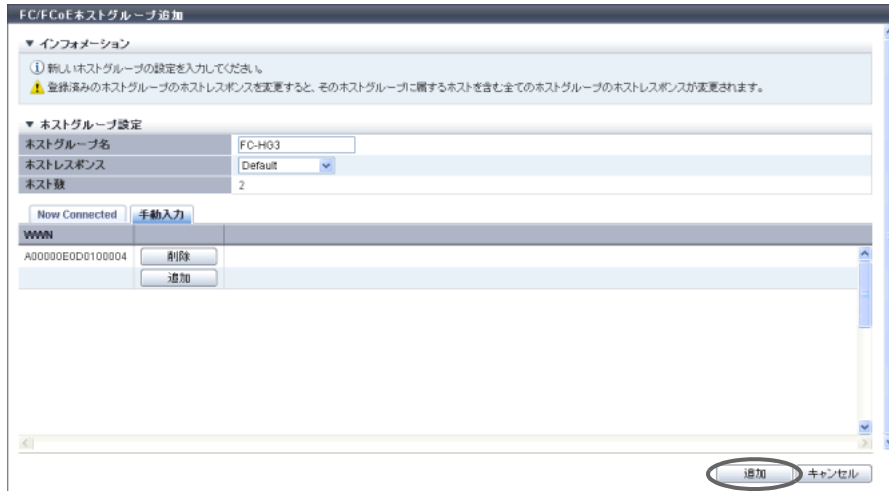 FC/FCoEホストグループ追加
▼ インフォメーション
新しいホストグループの設定を入力してください。
登録済みのホストグループのホストレスポンスを変更すると、そのホストグループに属するホストを含む全てのホストグループのホストレスポンスが変更されます。
▼ ホストグループ設定
ホストグループ名 FC-HG3
ホストレスポンス Default
ホスト数 2
Now Connected 手動入力
WWN
A00000E0D0100004 削除
追加
追加 キャンセル